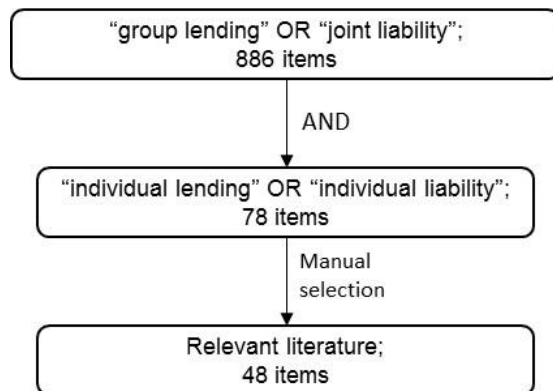 “group lending” OR “joint liability”;
886 items
AND
“individual lending” OR “individual liability”;
78 items
Manual
selection
Relevant literature;
48 items